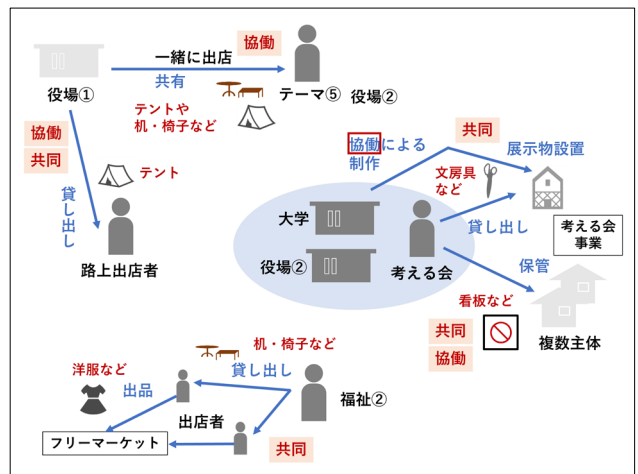 役場①
一緒に出店
協働
共有
テーマ⑤
役場②
テントや
机・椅子など
協働
共同
テント
貸し出し
路上出店者
協働による
制作
共同
展示物設置
文房具
など
大学
貸し出し
考える会
事業
役場②
考える会
保管
看板など
共同
協働
複数主体
机・椅子など
洋服など
貸し出し
出品
福祉②
出店者
フリーマーケット
共同